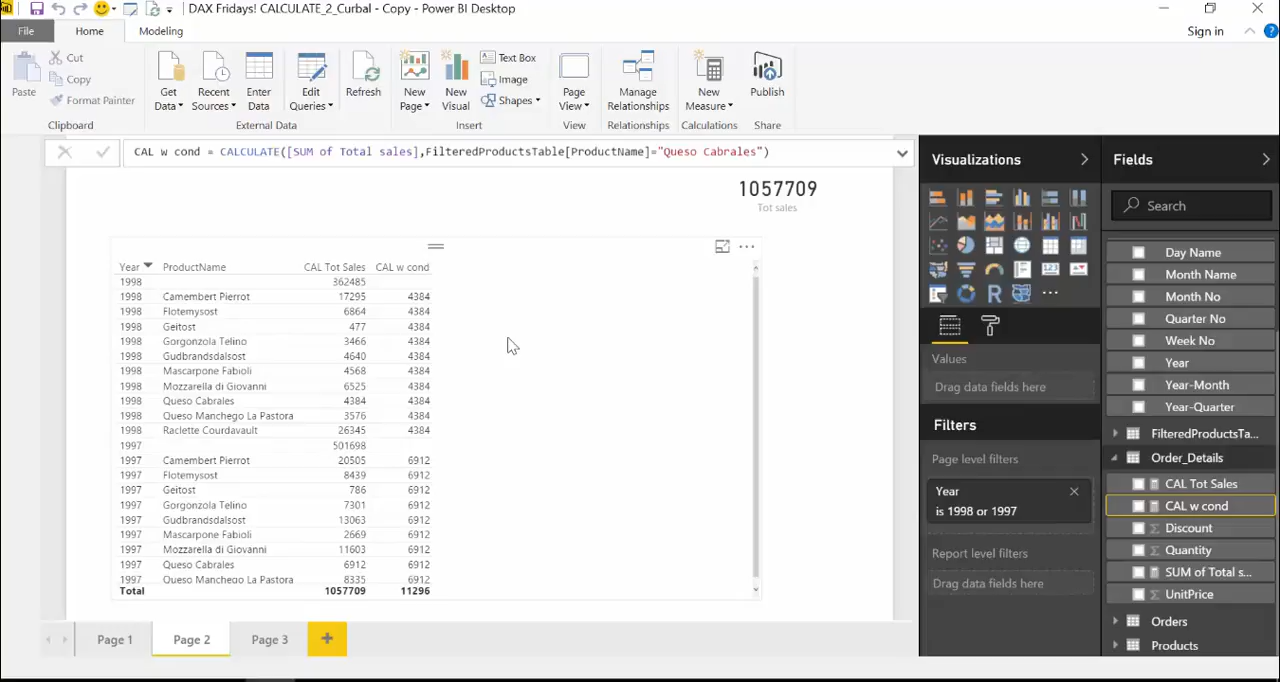 DAX Fridays! CALCULATE_2_Curbal - Copy - Power BI Desktop
File Home Modeling Sign in
Paste
Cut
Copy
Format Painter
Clipboard
Get Data
Recent Sources
Enter Data
Edit Queries
Refresh
External Data
New Page
New Visual
Text Box
Image
Shapes
Insert
Page View
View
Manage Relationships
Relationships
New Measure
Calculations
Publish
Share
CAL w cond = CALCULATE([SUM of Total sales],FilteredProductsTable[ProductName]="Queso Cabrales")
1057709
Tot sales
Year ProductName CAL Tot Sales CAL w cond
1998 362485
1998 Camembert Pierrot 17295 4384
1998 Flotemysost 6864 4384
1998 Geitost 477 4384
1998 Gorgonzola Telino 3466 4384
1998 Gudbrandsdalsost 4640 4384
1998 Mascarpone Fabioli 4568 4384
1998 Mozzarella di Giovanni 6525 4384
1998 Queso Cabrales 4384 4384
1998 Queso Manchego La Pastora 3576 4384
1998 Raclette Courdavault 26345 4384
1997 501698
1997 Camembert Pierrot 20505 6912
1997 Flotemysost 8439 6912
1997 Geitost 786 6912
1997 Gorgonzola Telino 7301 6912
1997 Gudbrandsdalsost 13063 6912
1997 Mascarpone Fabioli 2669 6912
1997 Mozzarella di Giovanni 11603 6912
1997 Queso Cabrales 6912 6912
1997 Queso Manchego La Pastora 8335 6912
Total 1057709 11296
Page 1 Page 2 Page 3
Visualizations
R
Values
Drag data fields here
Filters
Page level filters
Year
is 1998 or 1997
Report level filters
Drag data fields here
Fields
Search
Day Name
Month Name
Month No
Quarter No
Week No
Year
Year-Month
Year-Quarter
FilteredProductsTa...
Order_Details
CAL Tot Sales
CAL w cond
Discount
Quantity
SUM of Total s...
UnitPrice
Orders
Products